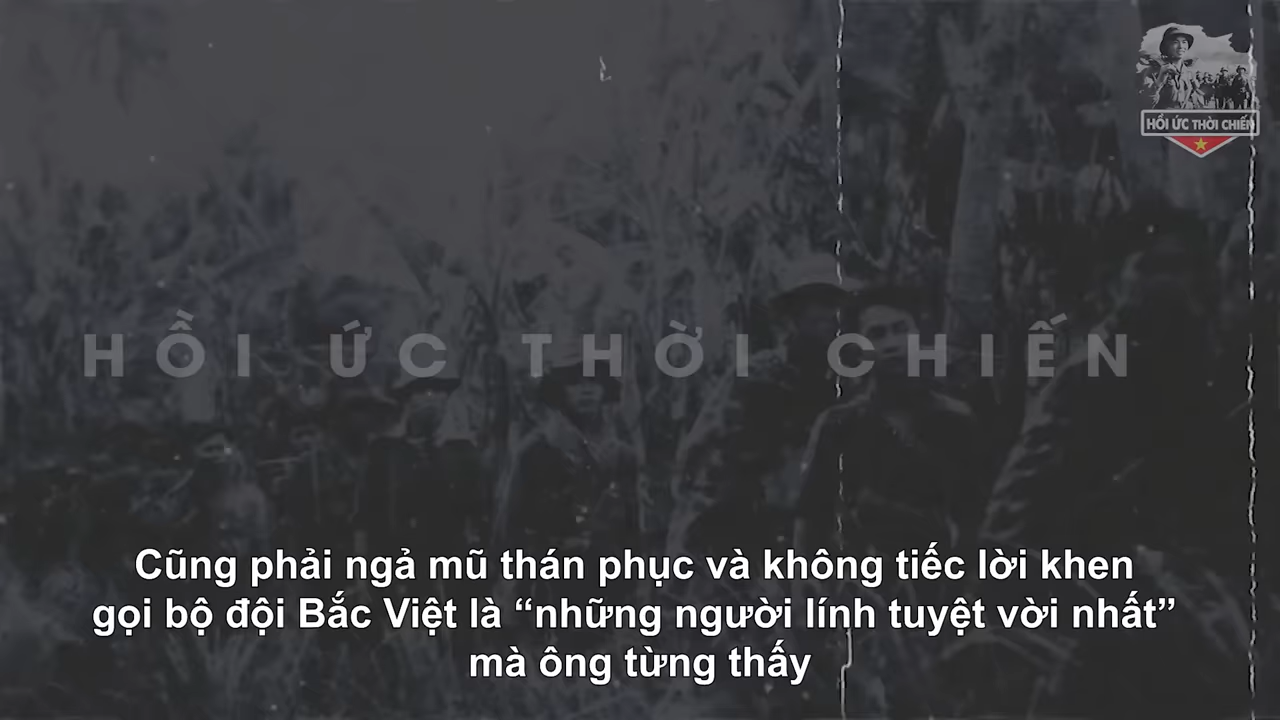 HỒI ỨC THỜI CHIẾN
HỒI ỨC THỜI CHIẾN
Cũng phải ngả mũ thán phục và không tiếc lời khen
gọi bộ đội Bắc Việt là “những người lính tuyệt vời nhất”
mà ông từng thấy